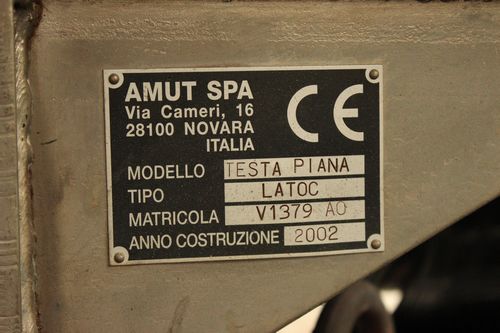 AMUT SPA
Via Cameri, 16
28100 NOVARA
ITALIA
CE
MODELLO TESTA PIANA
TIPO LATOC
MATRICOLA V1379 AO
ANNO COSTRUZIONE 2002